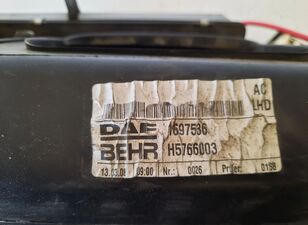 AC
LHD
DAF 1697536
BEHR H5766003
13.03.08 09:00 Nr.: 0026 Prüfer: 0158